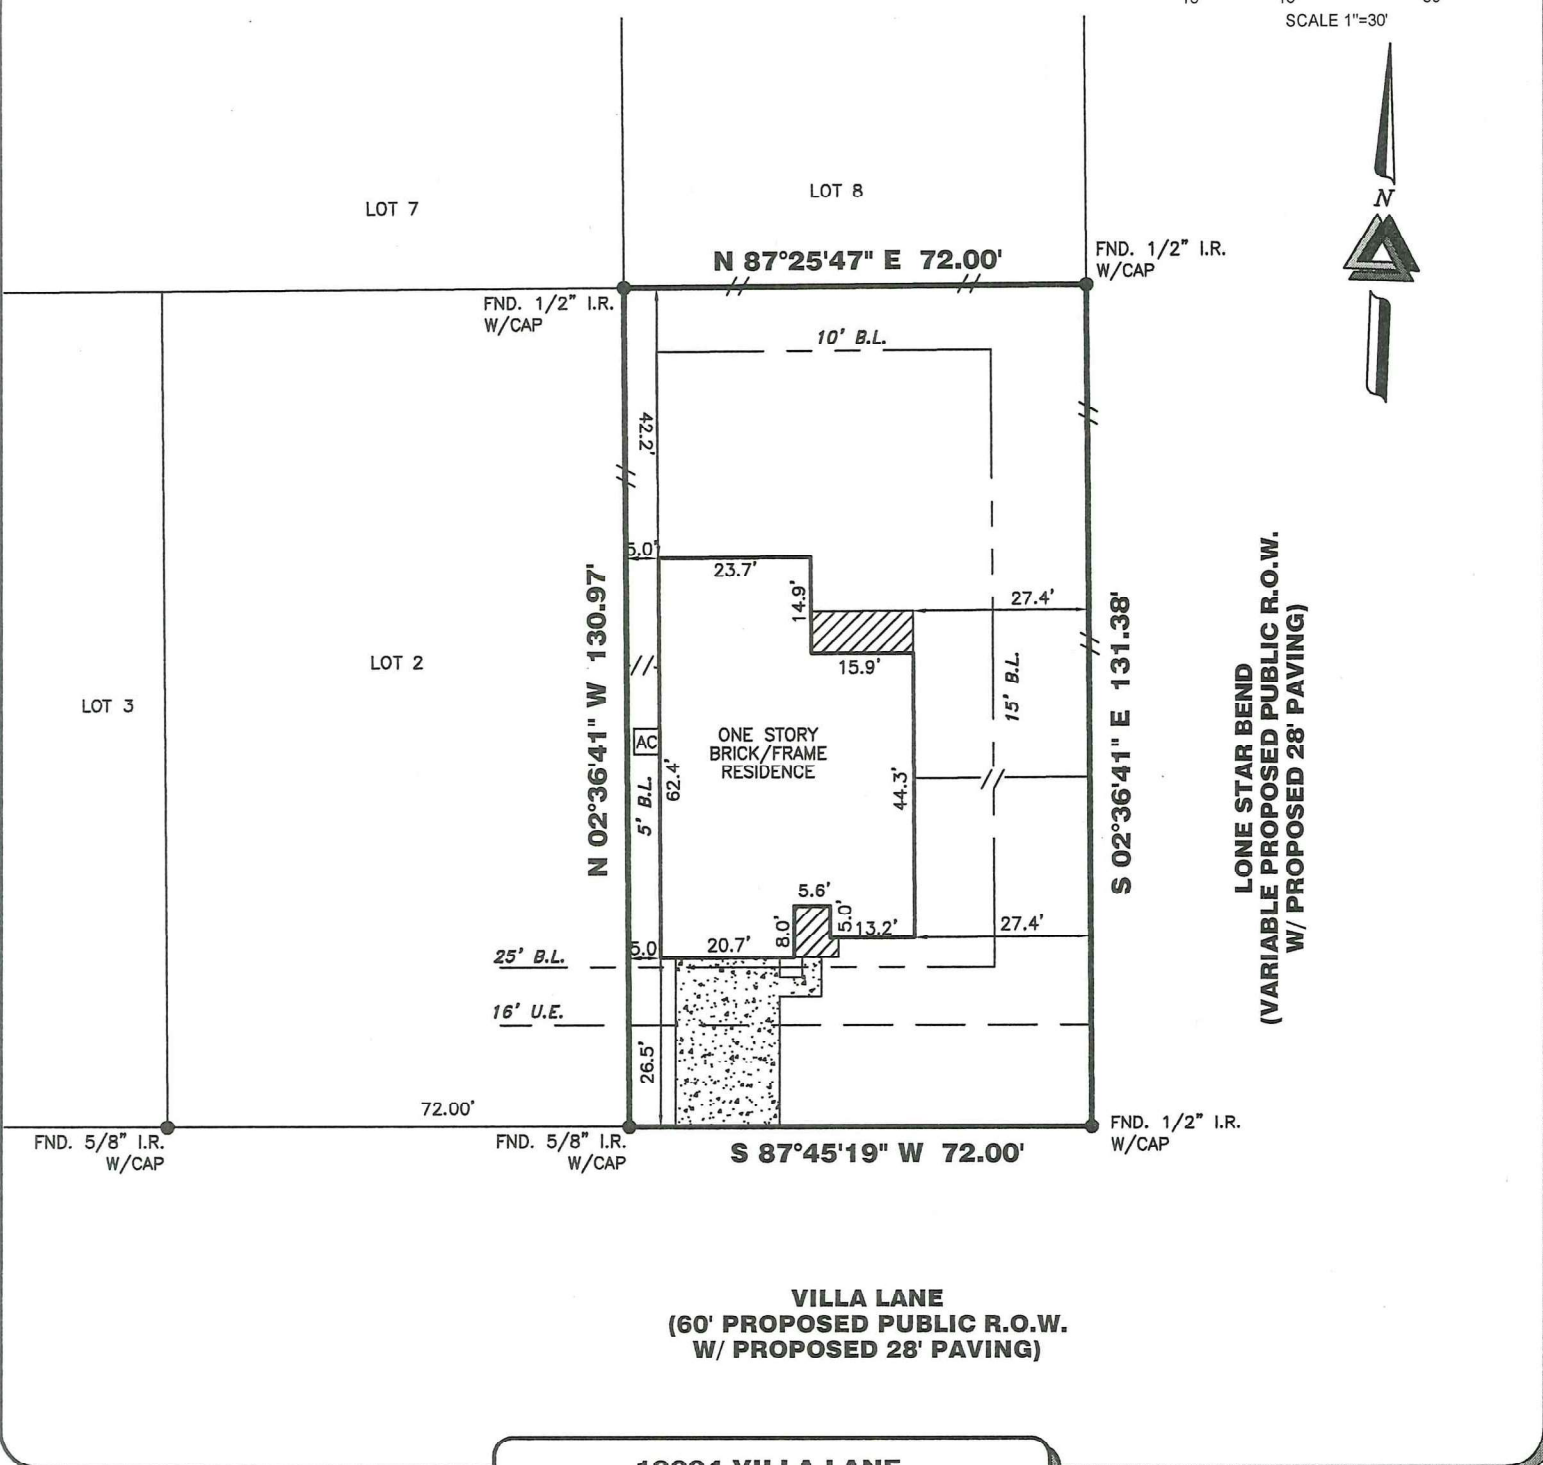 SCALE 1"=30'
N
LOT 7
LOT 8
N 87°25'47" E 72.00'
FND. 1/2" I.R.
W/CAP
FND. 1/2" I.R.
W/CAP
10' B.L.
42.2'
5.0'
23.7'
14.9'
27.4'
15.9'
LOT 2
LOT 3
N 02°36'41" W 130.97'
S 02°36'41" E 131.38'
15' B.L.
LONE STAR BEND
(VARIABLE PROPOSED PUBLIC R.O.W.
W/ PROPOSED 28' PAVING)
ONE STORY
BRICK/FRAME
RESIDENCE
AC
5' B.L.
62.4'
44.3'
5.6'
8.0'
5.0'
13.2'
27.4'
5.0
20.7'
25' B.L.
16' U.E.
26.5'
72.00'
FND. 5/8" I.R.
W/CAP
FND. 5/8" I.R.
W/CAP
S 87°45'19" W 72.00'
FND. 1/2" I.R.
W/CAP
VILLA LANE
(60' PROPOSED PUBLIC R.O.W.
W/ PROPOSED 28' PAVING)
VILLA LANE